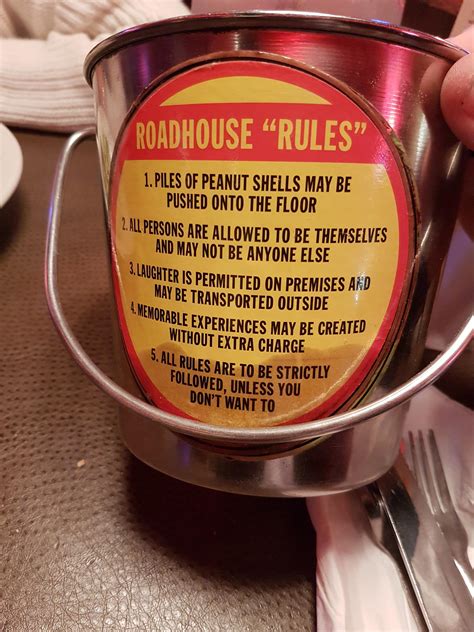 ROADHOUSE “RULES”
1. PILES OF PEANUT SHELLS MAY BE
PUSHED ONTO THE FLOOR
2. ALL PERSONS ARE ALLOWED TO BE THEMSELVES
AND MAY NOT BE ANYONE ELSE
3. LAUGHTER IS PERMITTED ON PREMISES AND
MAY BE TRANSPORTED OUTSIDE
4. MEMORABLE EXPERIENCES MAY BE CREATED
WITHOUT EXTRA CHARGE
5. ALL RULES ARE TO BE STRICTLY
FOLLOWED, UNLESS YOU
DON'T WANT TO